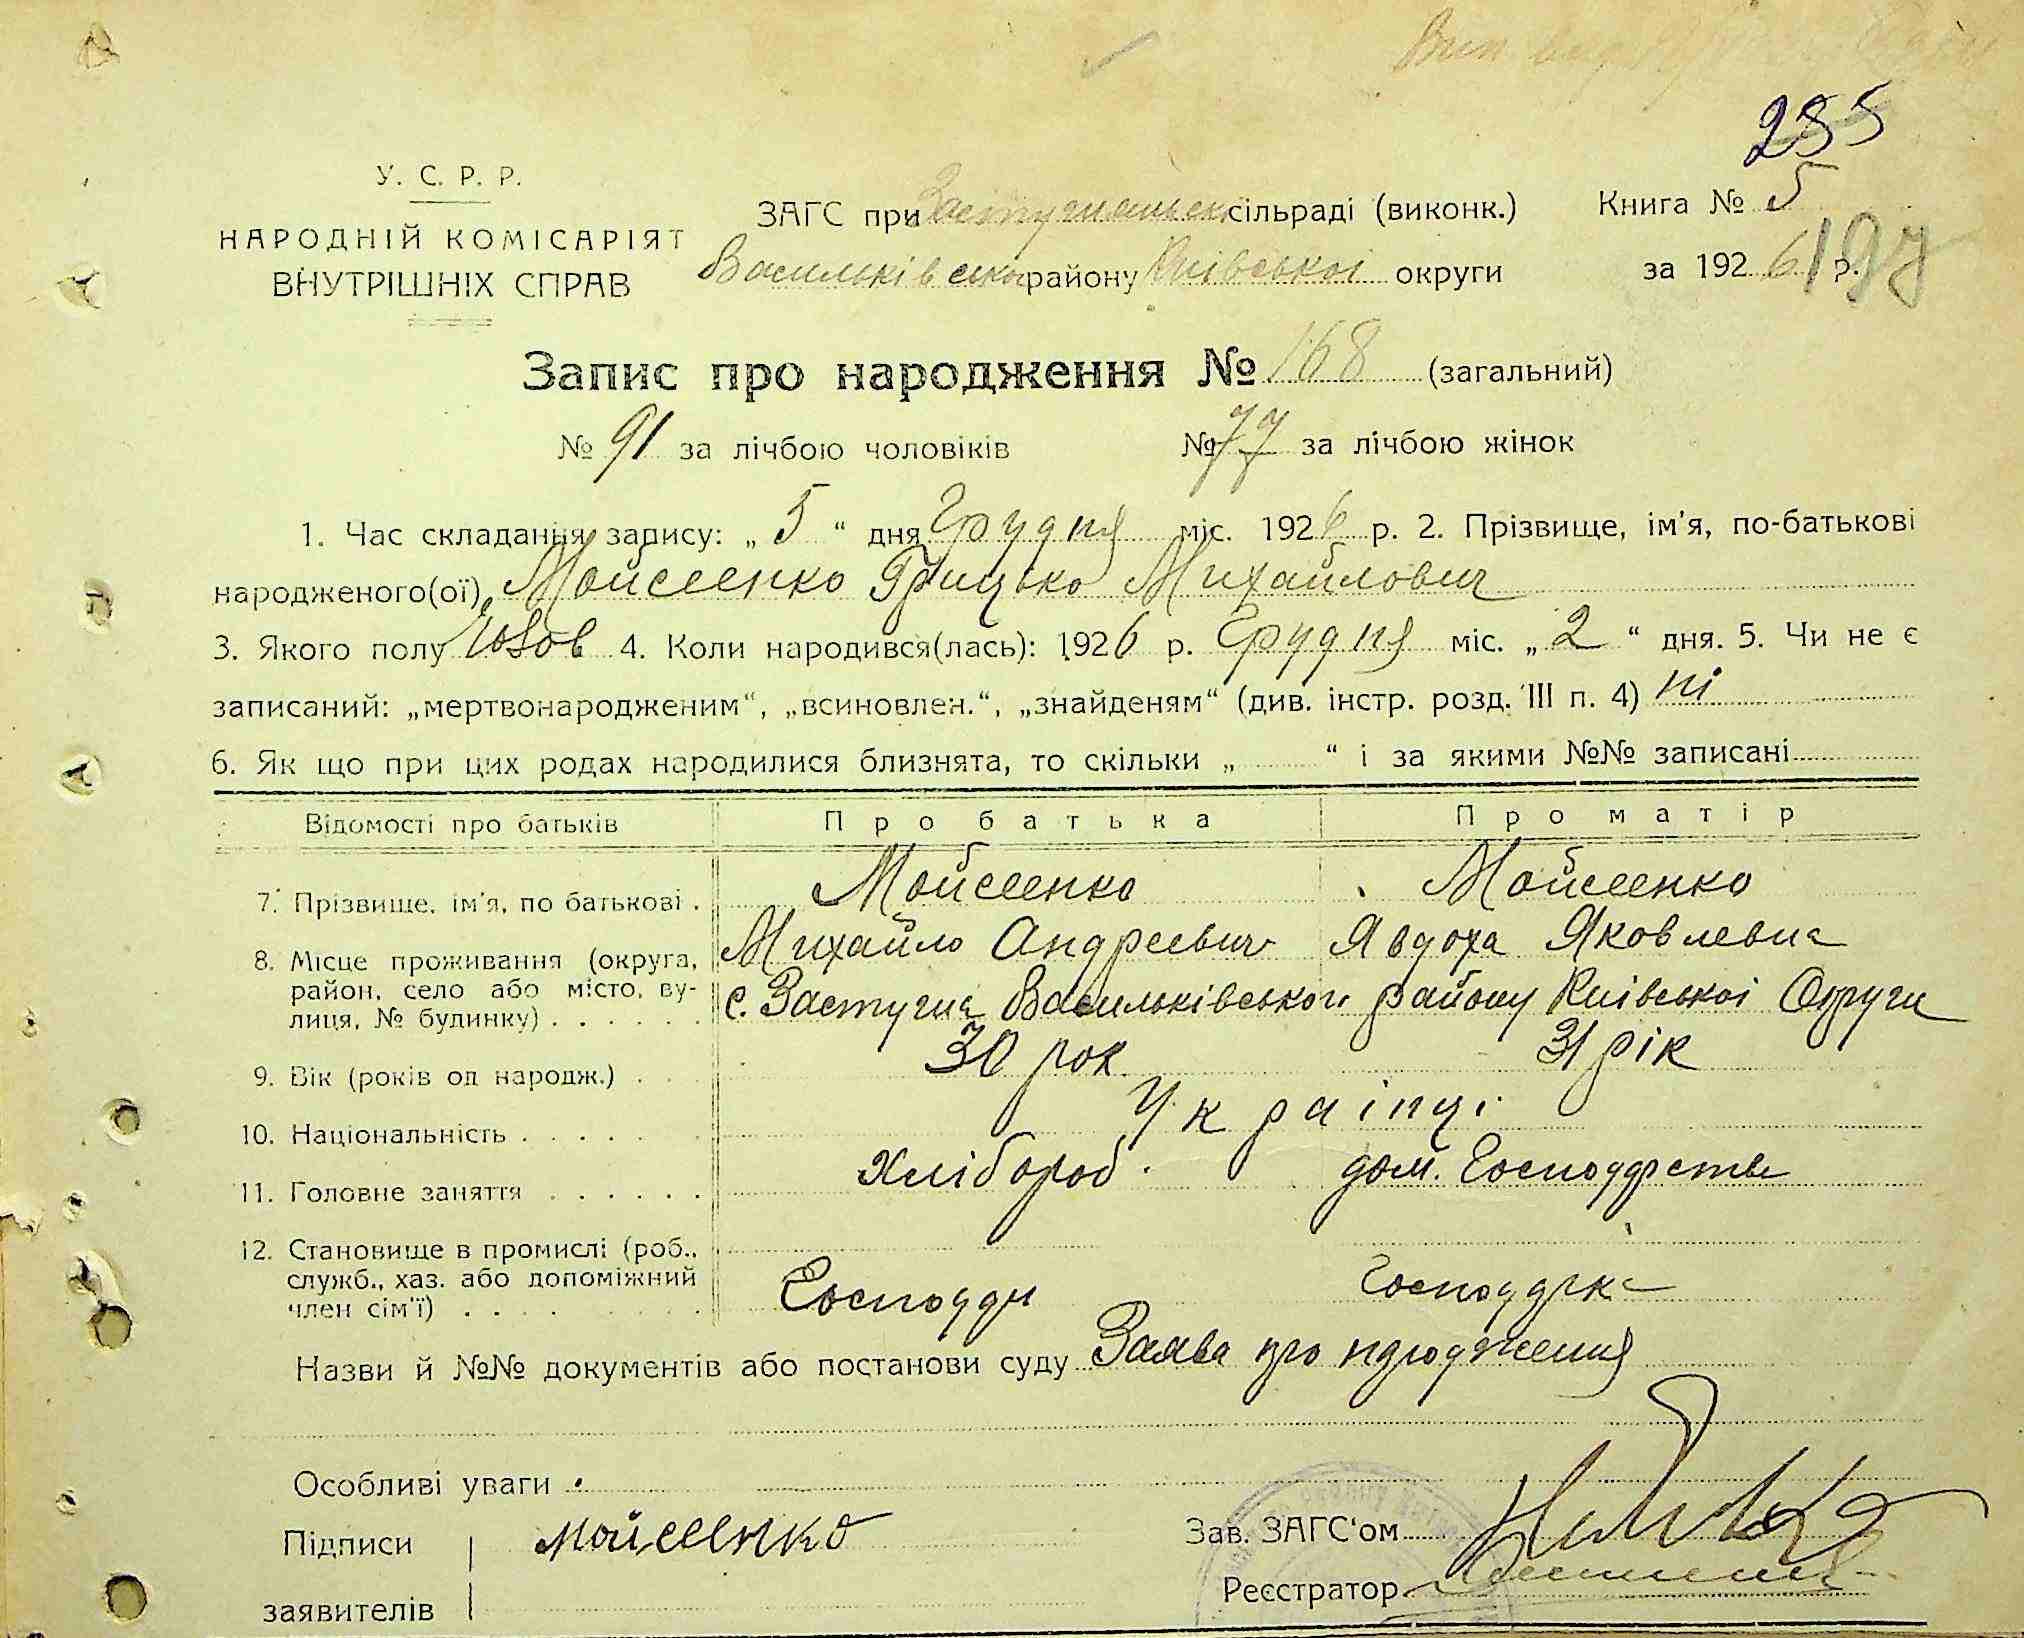 235
У. С. Р. Р.
НАРОДНІЙ КОМІСАРІЯТ
ВНУТРІШНІХ СПРАВ
ЗАГС при Застугнянській сільраді (виконк.)
Васильківського району Київської округи
Книга № 5
за 1926 р.
197
Запис про народження № 168 (загальний)
№ 91 за лічбою чоловіків № 77 за лічбою жінок
1. Час складання запису: „ 5 “ дня Грудня міс. 1926 р. 2. Прізвище, ім'я, по-батькові
народженого(ої) Мойсеенко Грицько Михайлович
3. Якого полу чолов 4. Коли народився(лась): 1926 р. Грудня міс. „ 2 “ дня. 5. Чи не є
записаний: „мертвонародженим“, „всиновлен.“, „знайденям“ (див. інстр. розд. III п. 4) ні
6. Як що при цих родах народилися близнята, то скільки „ “ і за якими №№ записані
Відомості про батьків Про батька Про матір
7. Прізвище, ім'я, по батькові . Мойсеенко Мойсеенко
Михайло Андреевич Явдоха Яковлевна
8. Місце проживання (округа,
район, село або місто, ву-
лиця, № будинку) . . . . . . с. Застугна Васильківського району Київської Округи
9. Вік (років од народж.) . . 30 рок 31 рік
10. Національність . . . . . Українці
11. Головне заняття . . . . . . Хлібороб. дом. Господарства
12. Становище в промислі (роб.,
служб., хаз. або допоміжний
член сім'ї) . . . . . . . . Господар Господарка
Назви й №№ документів або постанови суду Заява про народження
Особливі уваги
Підписи
заявителів
Мойсеенко
Зав. ЗАГС‘ом
Реєстратор